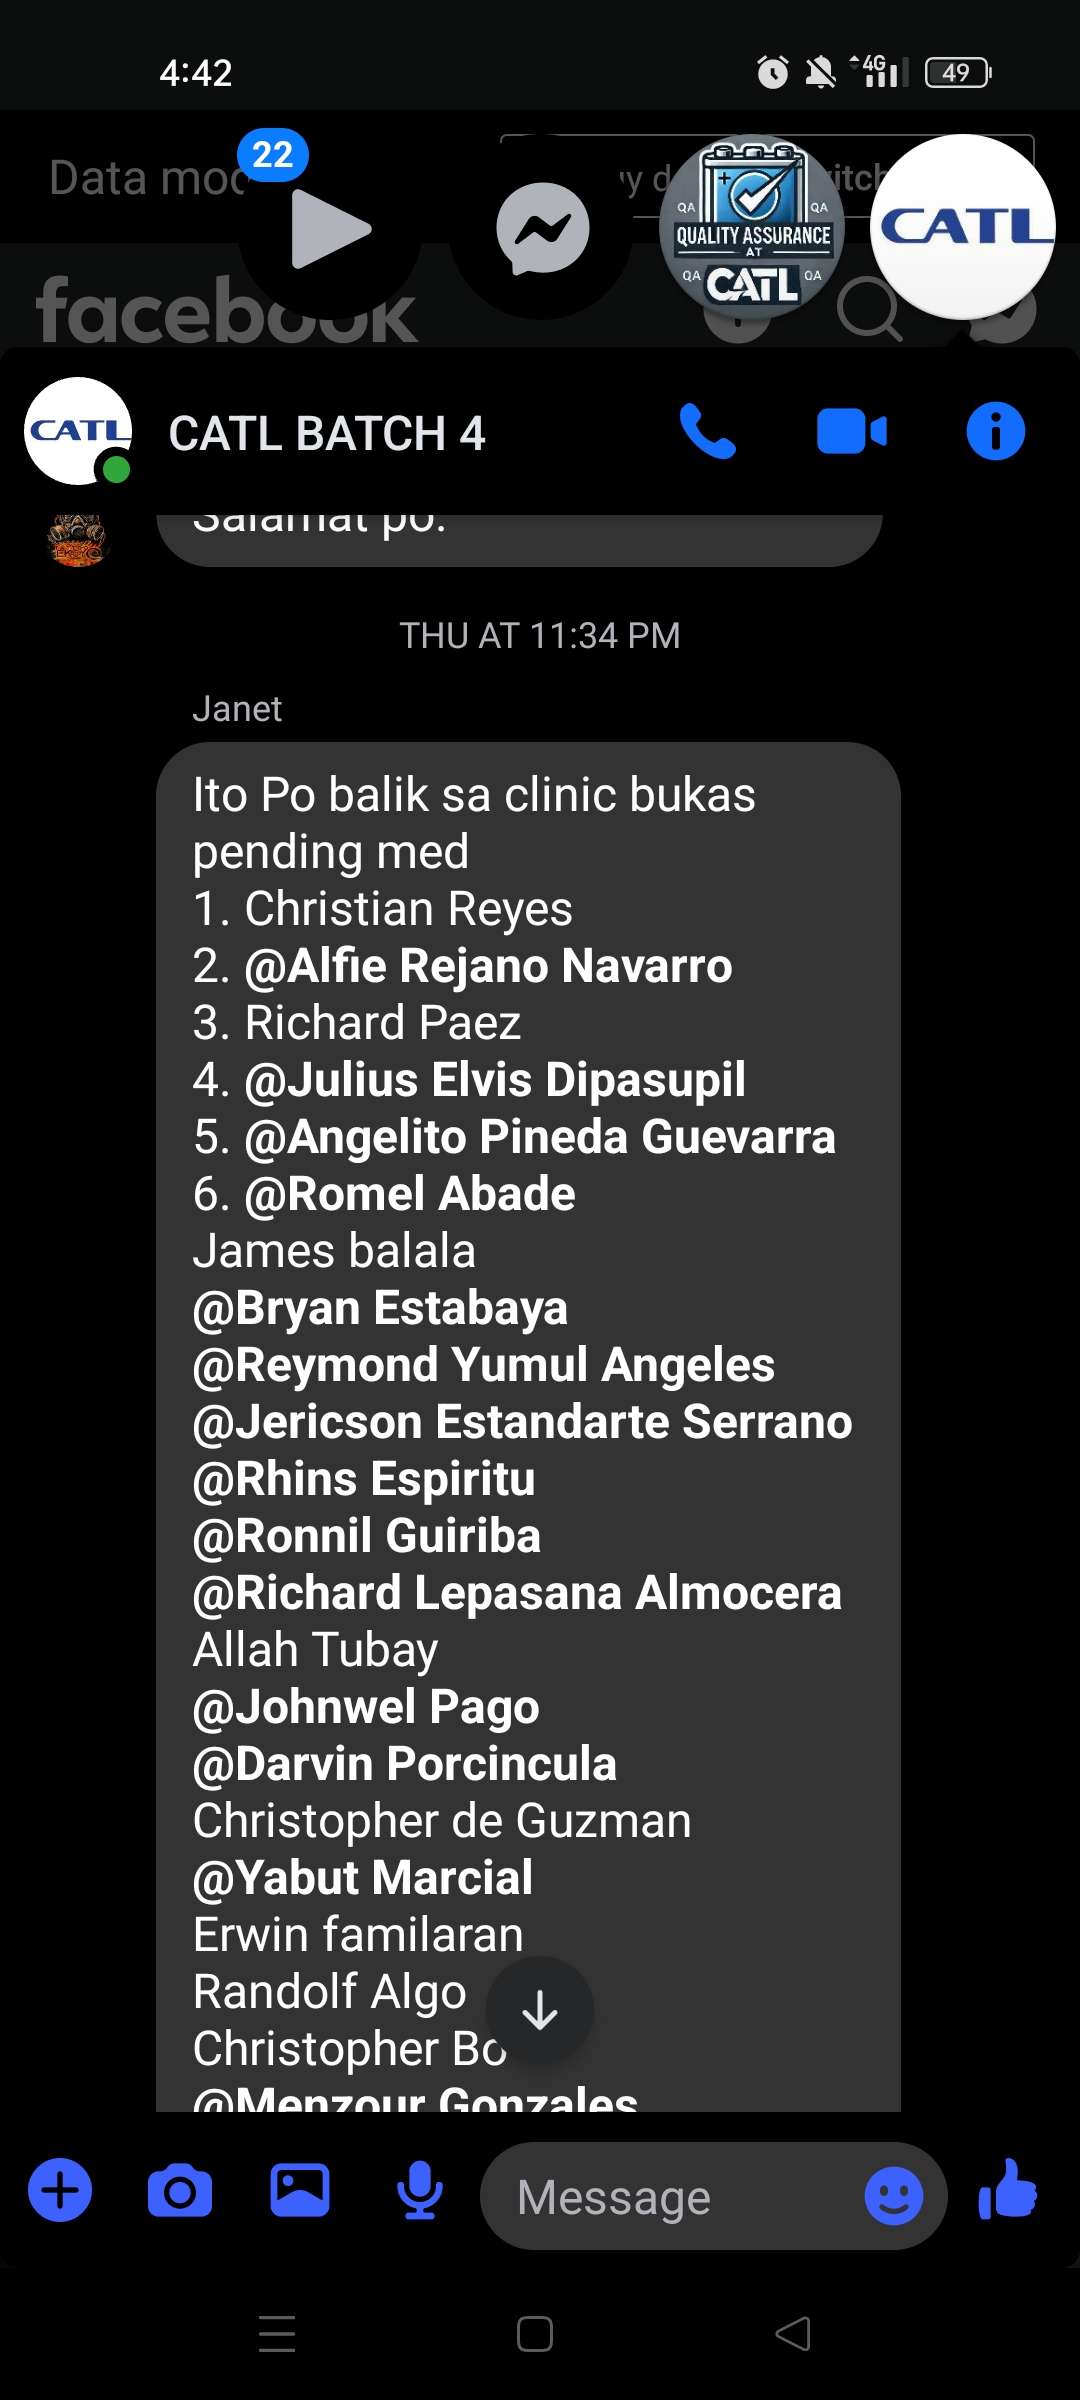 4:42
4G
49
Data mod
22
QA
QA
QUALITY ASSURANCE
AT
QA
CATL
QA
CATL
facebook
CATL
CATL BATCH 4
Salamat po.
THU AT 11:34 PM
Janet
Ito Po balik sa clinic bukas
pending med
1. Christian Reyes
2. @Alfie Rejano Navarro
3. Richard Paez
4. @Julius Elvis Dipasupil
5. @Angelito Pineda Guevarra
6. @Romel Abade
James balala
@Bryan Estabaya
@Reymond Yumul Angeles
@Jericson Estandarte Serrano
@Rhins Espiritu
@Ronnil Guiriba
@Richard Lepasana Almocera
Allah Tubay
@Johnwel Pago
@Darvin Porcincula
Christopher de Guzman
@Yabut Marcial
Erwin familaran
Randolf Algo
Christopher Bo
@Menzour Gonzales
Message